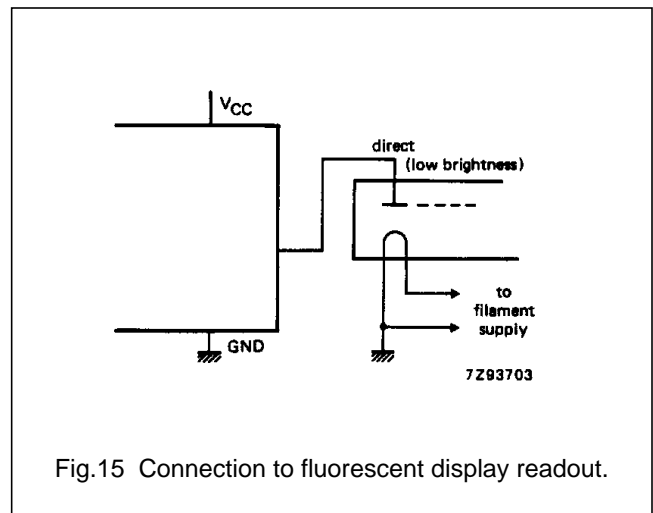 VCC
direct
(low brightness)
to
filament
supply
GND
7Z93703
Fig.15 Connection to fluorescent display readout.